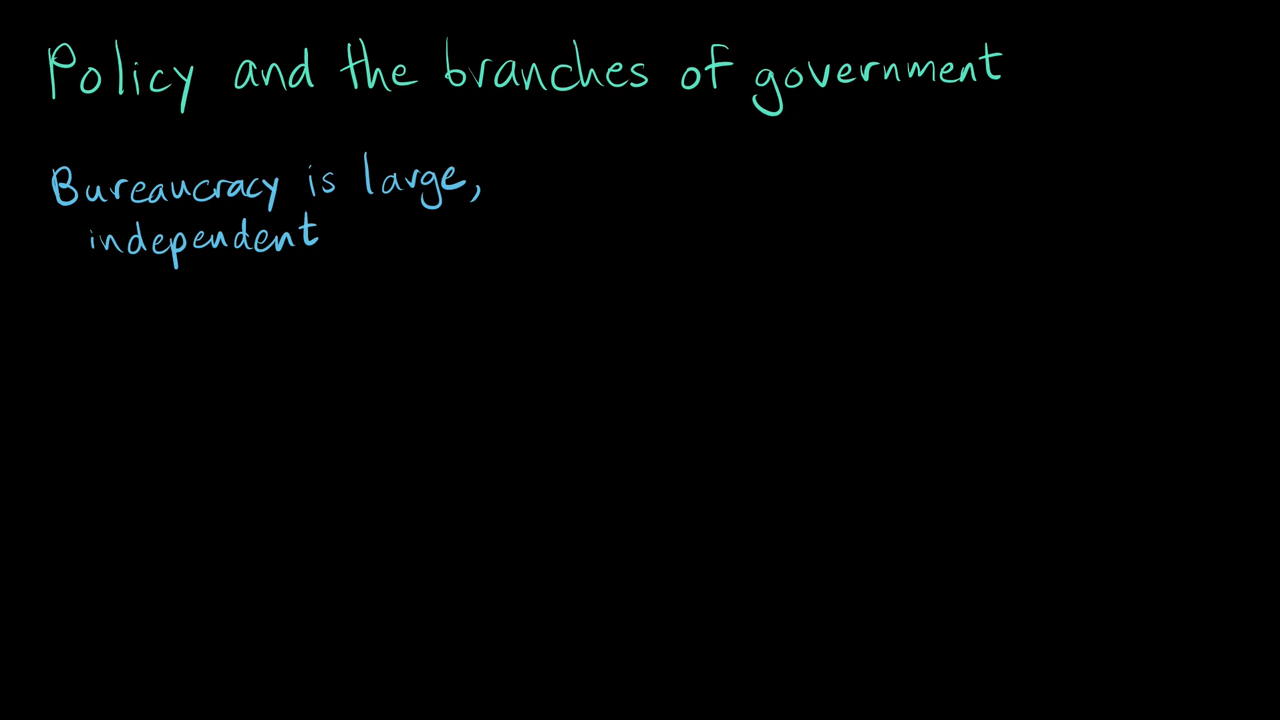 Policy and the branches of government
Bureaucracy is large,
independent